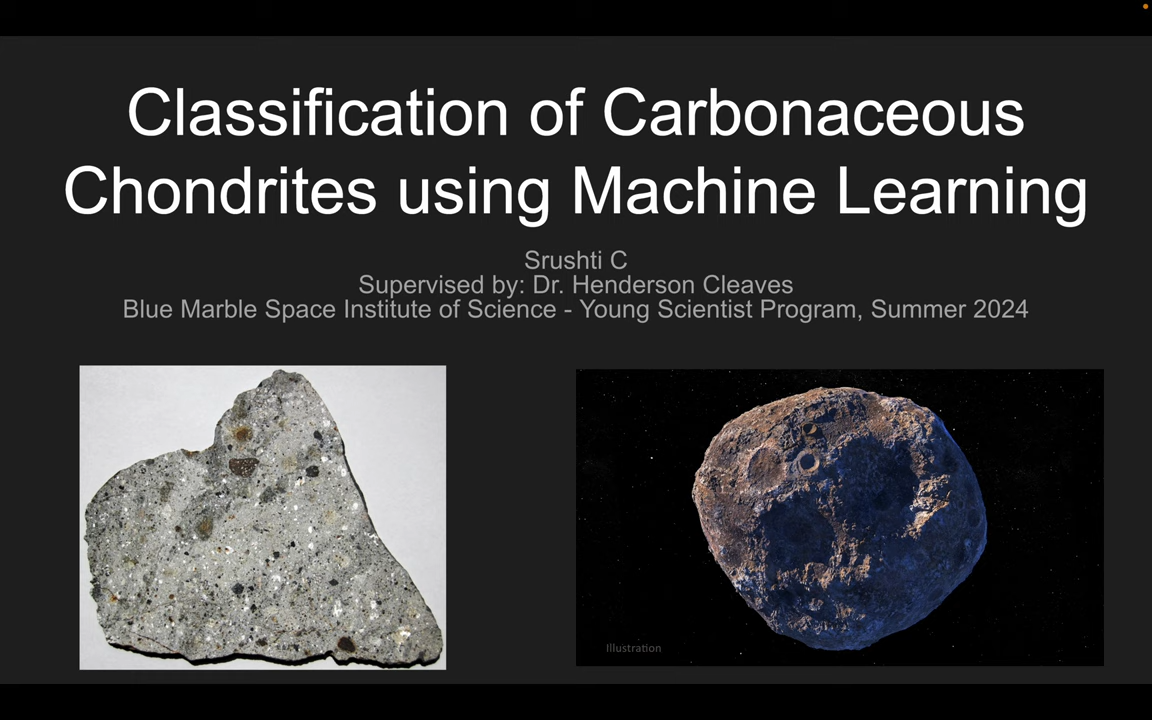 Classification of Carbonaceous
Chondrites using Machine Learning
Srushti C
Supervised by: Dr. Henderson Cleaves
Blue Marble Space Institute of Science - Young Scientist Program, Summer 2024
Illustration